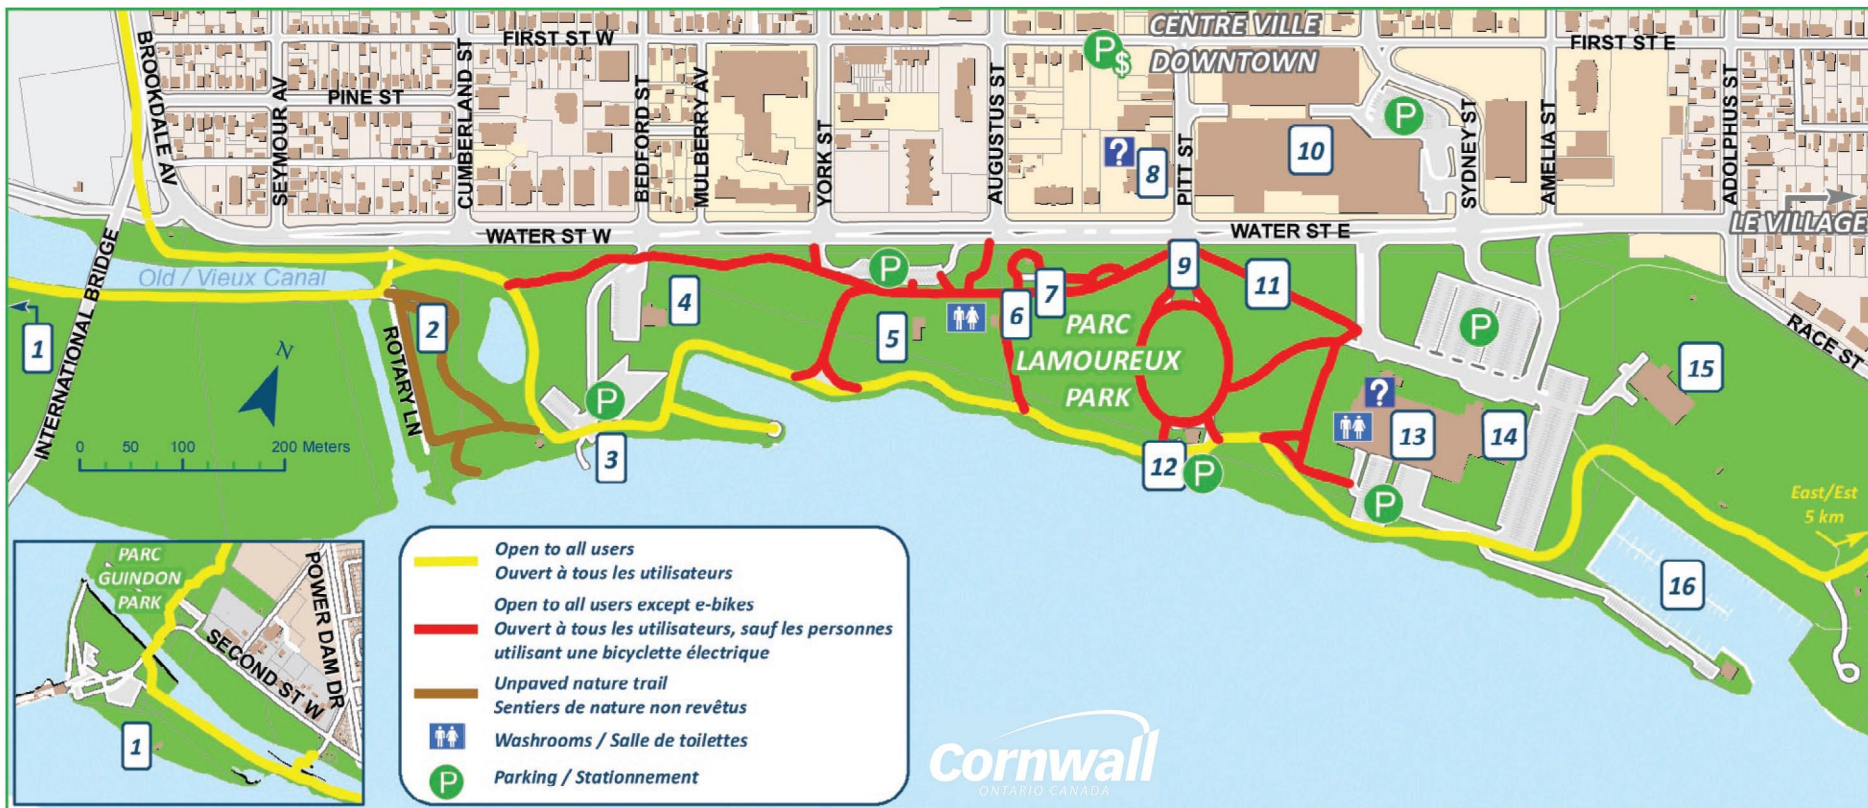 CENTRE VILLE
DOWNTOWN
P
$
FIRST ST W
FIRST ST E
BROOKDALE AV
SEYMOUR AV
PINE ST
CUMBERLAND ST
BEDFORD ST
MULBERRY AV
YORK ST
AUGUSTUS ST
PITT ST
SYDNEY ST
AMELIA ST
ADOLPHUS ST
P
?
8
10
LE VILLAGE
WATER ST W
WATER ST E
INTERNATIONAL BRIDGE
Old / Vieux Canal
1
2
ROTARY LN
N
0 50 100 200 Meters
3
P
4
P
5
6
7
9
11
PARC
LAMOUREUX
PARK
12
P
?
13
14
P
P
15
RACE ST
16
East/Est
5 km
PARC
GUINDON
PARK
POWER DAM DR
SECOND ST W
1
Open to all users
Ouvert à tous les utilisateurs
Open to all users except e-bikes
Ouvert à tous les utilisateurs, sauf les personnes
utilisant une bicyclette électrique
Unpaved nature trail
Sentiers de nature non revêtus
Washrooms / Salle de toilettes
P
Parking / Stationnement
Cornwall
ONTARIO CANADA